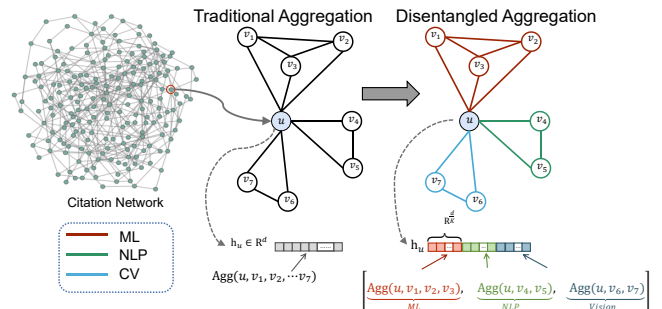 Traditional Aggregation
Disentangled Aggregation
v₁
v₂
v₃
u
v₄
v₅
v₇
v₆
v₁
v₂
v₃
u
v₄
v₅
v₇
v₆
Citation Network
ML
NLP
CV
h_u ∈ R^d
......
Agg(u, v₁, v₂, ⋯ v₇)
R^{d/K}
h_u
... ... ...
[Agg(u, v₁, v₂, v₃), Agg(u, v₄, v₅), Agg(u, v₆, v₇)]
ML NLP Vision